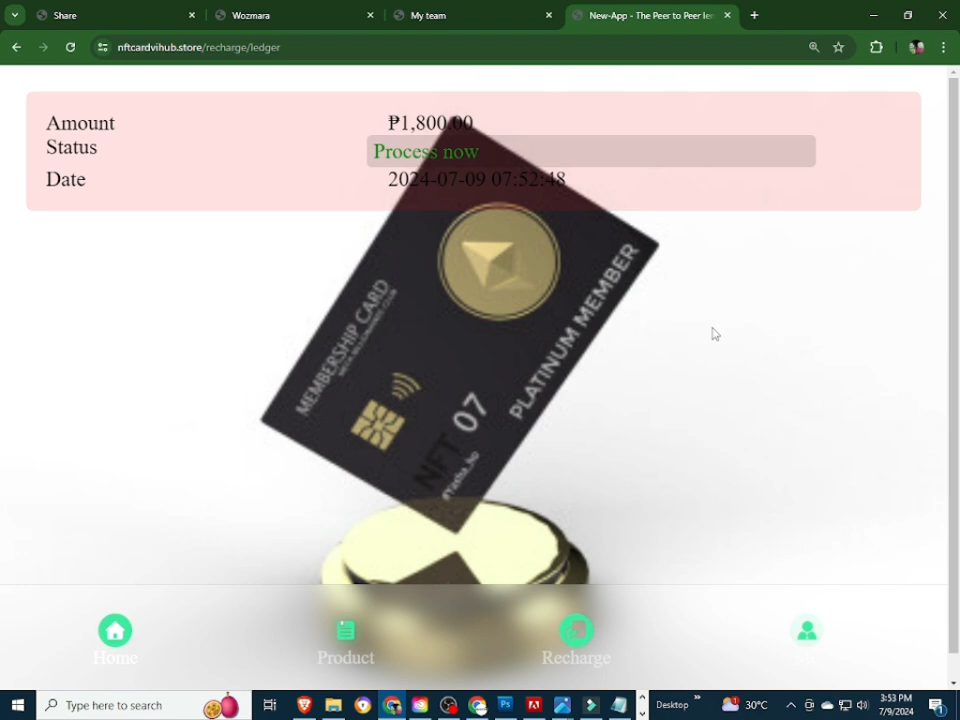 Share
Wozmara
My team
New-App - The Peer to Peer len
nftcardvihub.store/recharge/ledger
Amount ₱1,800.00
Status Process now
Date 2024-07-09 07:52:48
MEMBERSHIP CARD
PLATINUM MEMBER
NFT 07
Home
Product
Recharge
Type here to search
Desktop
30°C
3:53 PM
7/9/2024
1